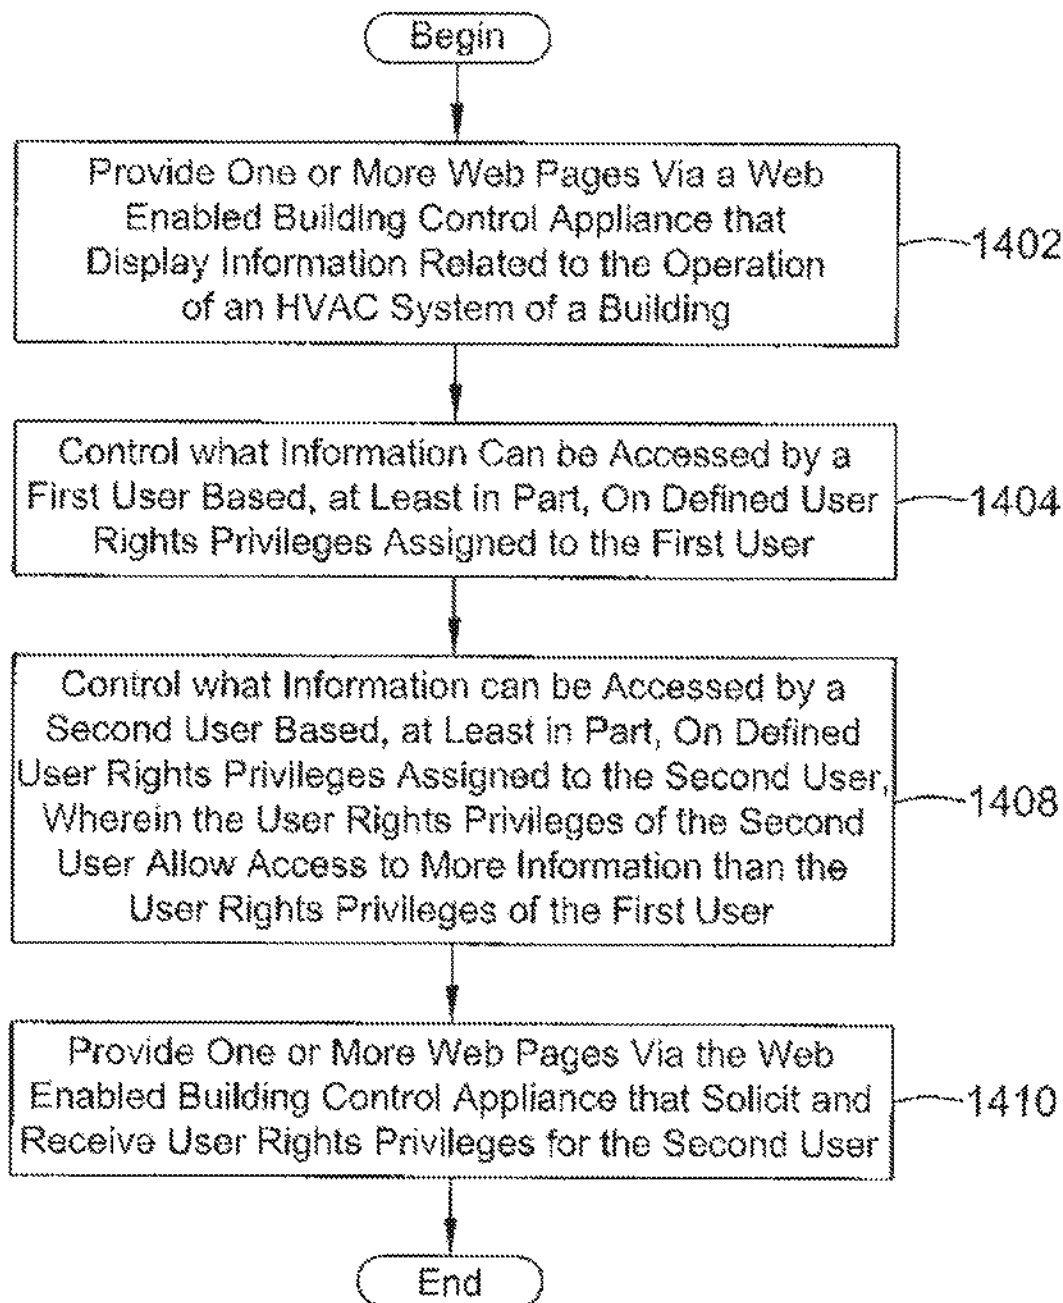 Begin
Provide One or More Web Pages Via a Web
Enabled Building Control Appliance that
Display Information Related to the Operation
of an HVAC System of a Building
1402
Control what Information Can be Accessed by a
First User Based, at Least in Part, On Defined User
Rights Privileges Assigned to the First User
1404
Control what Information can be Accessed by a
Second User Based, at Least in Part, On Defined
User Rights Privileges Assigned to the Second User,
Wherein the User Rights Privileges of the Second
User Allow Access to More Information than the
User Rights Privileges of the First User
1408
Provide One or More Web Pages Via the Web
Enabled Building Control Appliance that Solicit and
Receive User Rights Privileges for the Second User
1410
End